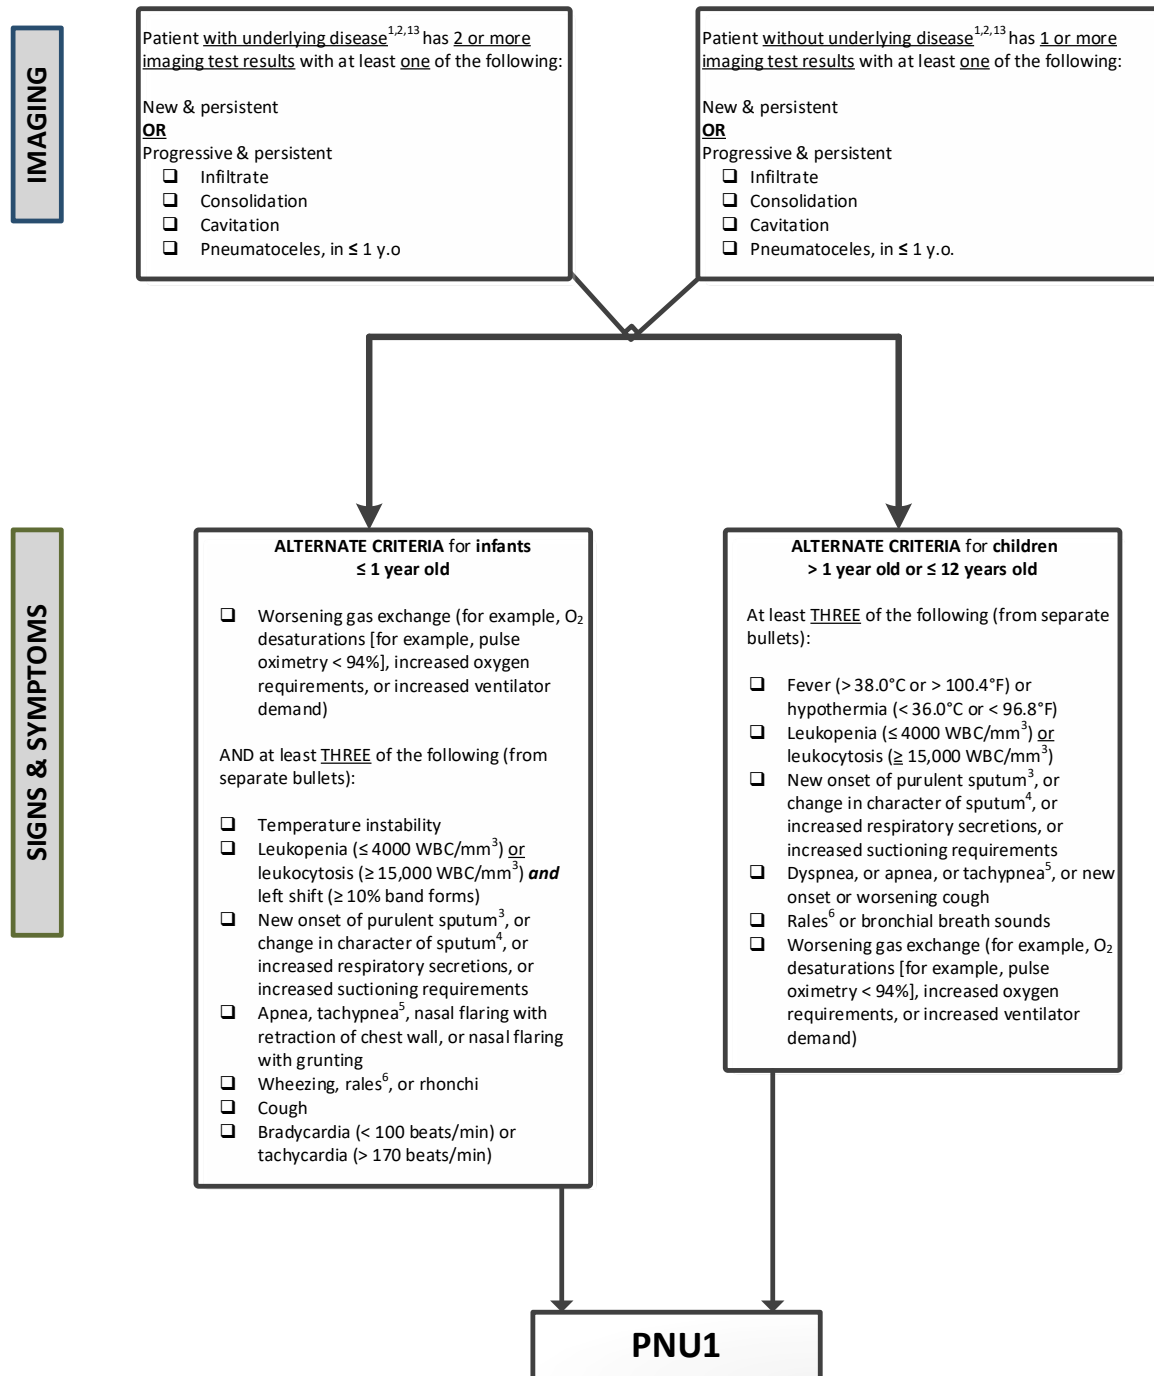 IMAGING
Patient with underlying disease1,2,13 has 2 or more
imaging test results with at least one of the following:
New & persistent
OR
Progressive & persistent
❑ Infiltrate
❑ Consolidation
❑ Cavitation
❑ Pneumatoceles, in ≤ 1 y.o
Patient without underlying disease1,2,13 has 1 or more
imaging test results with at least one of the following:
New & persistent
OR
Progressive & persistent
❑ Infiltrate
❑ Consolidation
❑ Cavitation
❑ Pneumatoceles, in ≤ 1 y.o.
SIGNS & SYMPTOMS
ALTERNATE CRITERIA for infants
≤ 1 year old
❑ Worsening gas exchange (for example, O2
desaturations [for example, pulse
oximetry < 94%], increased oxygen
requirements, or increased ventilator
demand)
AND at least THREE of the following (from
separate bullets):
❑ Temperature instability
❑ Leukopenia (≤ 4000 WBC/mm3) or
leukocytosis (≥ 15,000 WBC/mm3) and
left shift (≥ 10% band forms)
❑ New onset of purulent sputum3, or
change in character of sputum4, or
increased respiratory secretions, or
increased suctioning requirements
❑ Apnea, tachypnea5, nasal flaring with
retraction of chest wall, or nasal flaring
with grunting
❑ Wheezing, rales6, or rhonchi
❑ Cough
❑ Bradycardia (< 100 beats/min) or
tachycardia (> 170 beats/min)
ALTERNATE CRITERIA for children
> 1 year old or ≤ 12 years old
At least THREE of the following (from separate
bullets):
❑ Fever (> 38.0°C or > 100.4°F) or
hypothermia (< 36.0°C or < 96.8°F)
❑ Leukopenia (≤ 4000 WBC/mm3) or
leukocytosis (≥ 15,000 WBC/mm3)
❑ New onset of purulent sputum3, or
change in character of sputum4, or
increased respiratory secretions, or
increased suctioning requirements
❑ Dyspnea, or apnea, or tachypnea5, or new
onset or worsening cough
❑ Rales6 or bronchial breath sounds
❑ Worsening gas exchange (for example, O2
desaturations [for example, pulse
oximetry < 94%], increased oxygen
requirements, or increased ventilator
demand)
PNU1